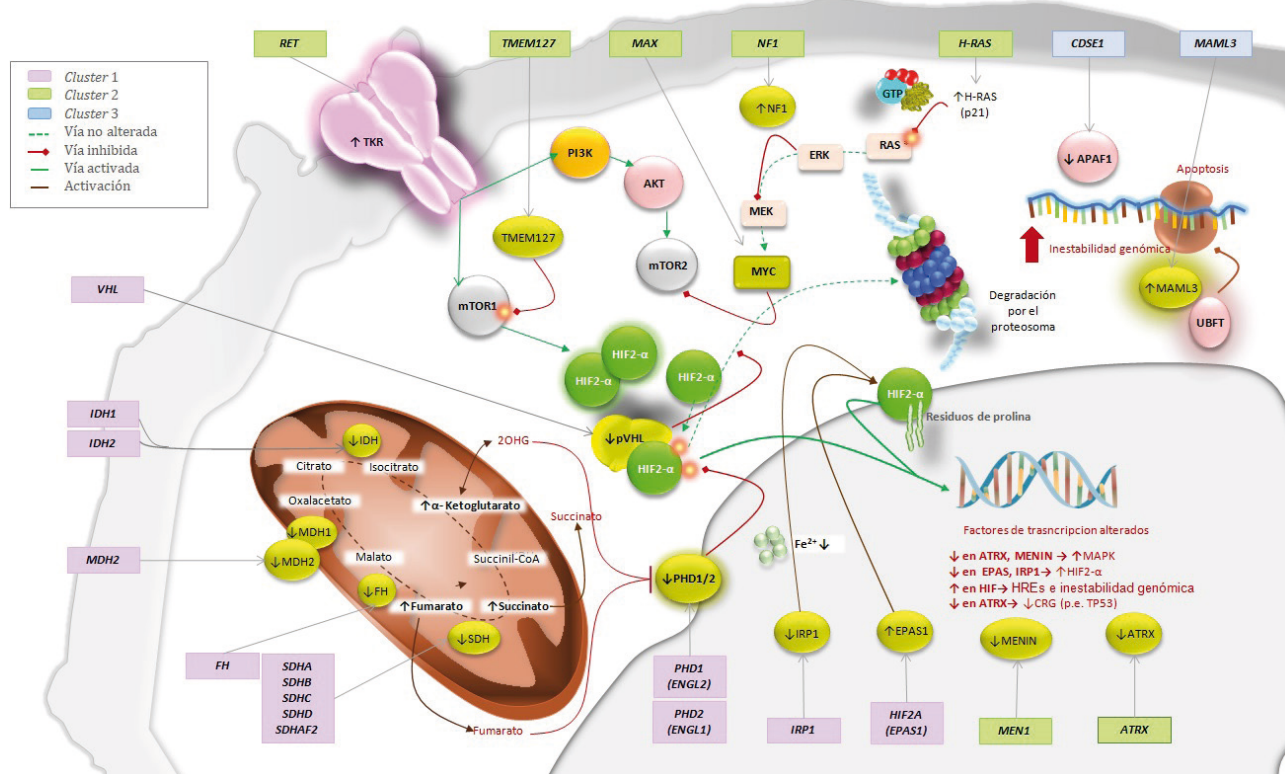 RET
TMEM127
MAX
NF1
H-RAS
CDSE1
MAML3
Cluster 1
Cluster 2
Cluster 3
Vía no alterada
Vía inhibida
Vía activada
Activación
↑ TKR
PI3K
AKT
TMEM127
mTOR1
mTOR2
↑NF1
GTP
↑H-RAS
(p21)
RAS
ERK
MEK
MYC
↓ APAF1
Apoptosis
Inestabilidad genómica
↑MAML3
UBFT
Degradación
por el
proteosoma
VHL
HIF2-α
HIF2-α
HIF2-α
↓pVHL
HIF2-α
HIF2-α
Residuos de prolina
IDH1
IDH2
MDH2
↓IDH
Citrato
Isocitrato
Oxalacetato
↑α- Ketoglutarato
↓MDH1
↓MDH2
Malato
Succinil-CoA
↓FH
↑Fumarato
↑Succinato
↓SDH
2OHG
Succinato
Fumarato
↓PHD1/2
Fe2+ ↓
Factores de trasncripcion alterados
↓ en ATRX, MENIN → ↑MAPK
↓ en EPAS, IRP1→ ↑HIF2-α
↑ en HIF→ HREs e inestabilidad genómica
↓ en ATRX→ ↓CRG (p.e. TP53)
↓IRP1
↑EPAS1
↓MENIN
↓ATRX
FH
SDHA
SDHB
SDHC
SDHD
SDHAF2
PHD1
(ENGL2)
PHD2
(ENGL1)
IRP1
HIF2A
(EPAS1)
MEN1
ATRX